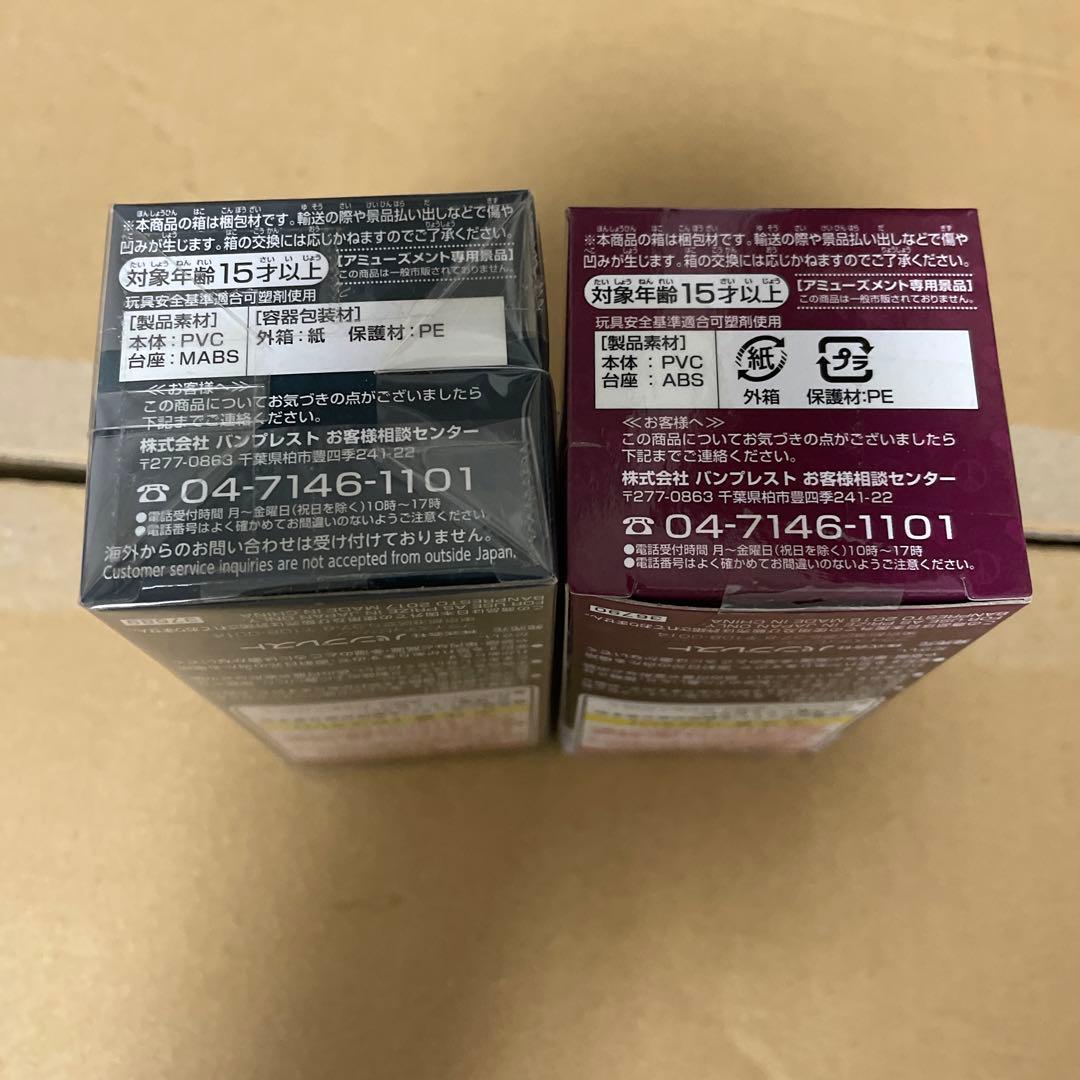 ※本商品の箱は梱包材です。輸送の際や景品払い出しなどで傷や
凹みが生じます。箱の交換には応じかねますのでご了承ください。
対象年齢15才以上
[アミューズメント専用景品]
この商品は一般市販されておりません。
玩具安全基準適合可塑剤使用
[製品素材]
本体:PVC
台座:MABS
[容器包装材]
外箱:紙 保護材:PE
≪お客様へ≫
この商品についてお気づきの点がございましたら
下記までご連絡ください。
株式会社 バンプレスト お客様相談センター
〒277-0863 千葉県柏市豊四季241-22
☎ 04-7146-1101
●電話受付時間 月~金曜日(祝日を除く)10時~17時
●電話番号はよく確かめてお間違いのないようご注意ください。
海外からのお問い合わせは受け付けておりません。
Customer service inquiries are not accepted from outside Japan.
株式会社 バンプレスト
※本商品の箱は梱包材です。輸送の際や景品払い出しなどで傷や
凹みが生じます。箱の交換には応じかねますのでご了承ください。
対象年齢15才以上
[アミューズメント専用景品]
この商品は一般市販されておりません。
玩具安全基準適合可塑剤使用
[製品素材]
本体:PVC
台座:ABS
紙
外箱
プラ
保護材:PE
≪お客様へ≫
この商品についてお気づきの点がございましたら
下記までご連絡ください。
株式会社 バンプレスト お客様相談センター
〒277-0863 千葉県柏市豊四季241-22
☎ 04-7146-1101
●電話受付時間 月~金曜日(祝日を除く)10時~17時
●電話番号はよく確かめてお間違いのないようご注意ください。
36780
株式会社 バンプレスト